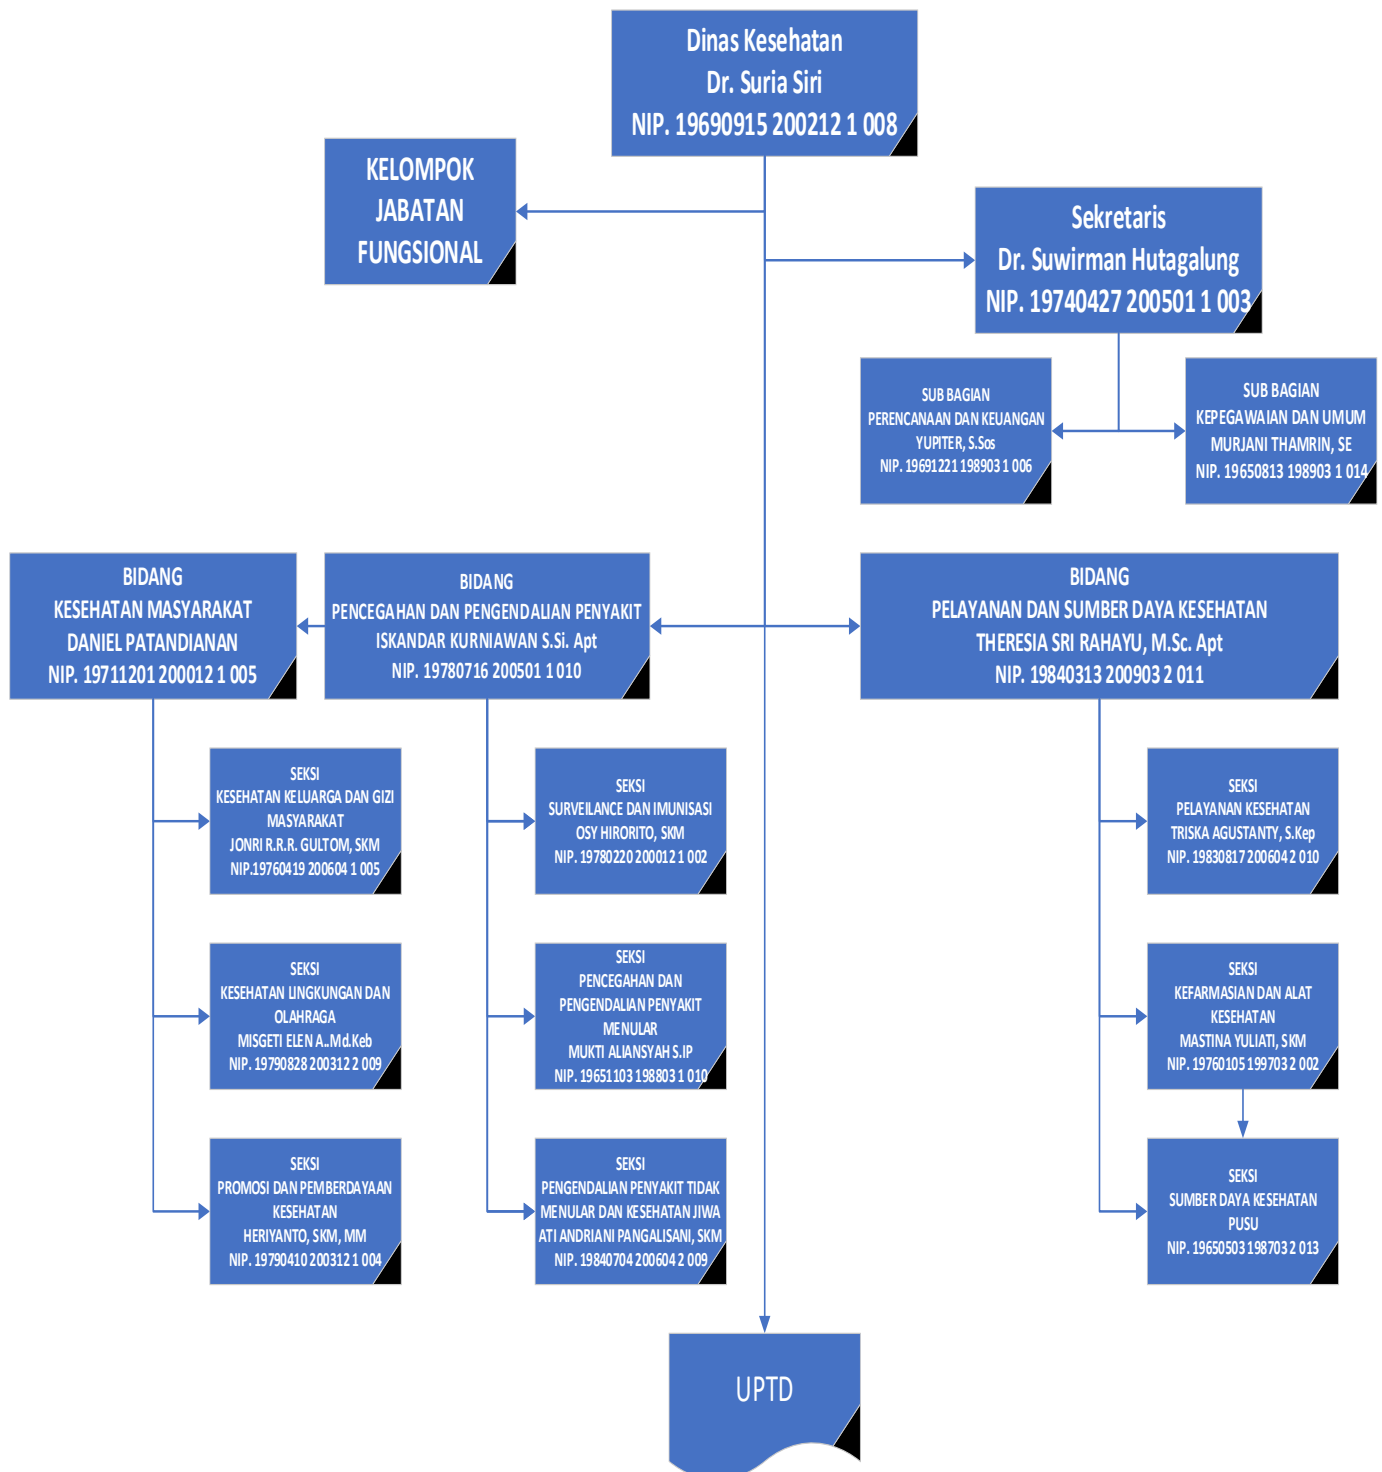 Dinas Kesehatan
Dr. Suria Siri
NIP. 19690915 200212 1 008
KELOMPOK
JABATAN
FUNGSIONAL
Sekretaris
Dr. Suwirman Hutagalung
NIP. 19740427 200501 1 003
SUB BAGIAN
PERENCANAAN DAN KEUANGAN
YUPITER, S.Sos
NIP. 19691221 198903 1 006
SUB BAGIAN
KEPEGAWAIAN DAN UMUM
MURJANI THAMRIN, SE
NIP. 19650813 198903 1 014
BIDANG
KESEHATAN MASYARAKAT
DANIEL PATANDIANAN
NIP. 19711201 200012 1 005
BIDANG
PENCEGAHAN DAN PENGENDALIAN PENYAKIT
ISKANDAR KURNIAWAN S.Si. Apt
NIP. 19780716 200501 1 010
BIDANG
PELAYANAN DAN SUMBER DAYA KESEHATAN
THERESIA SRI RAHAYU, M.Sc. Apt
NIP. 19840313 200903 2 011
SEKSI
KESEHATAN KELUARGA DAN GIZI
MASYARAKAT
JONRI R.R.R. GULTOM, SKM
NIP.19760419 200604 1 005
SEKSI
SURVEILANCE DAN IMUNISASI
OSY HIRORITO, SKM
NIP. 19780220 200012 1 002
SEKSI
PELAYANAN KESEHATAN
TRISKA AGUSTANTY, S.Kep
NIP. 19830817 200604 2 010
SEKSI
KESEHATAN LINGKUNGAN DAN
OLAHRAGA
MISGETI ELEN A..Md.Keb
NIP. 19790828 200312 2 009
SEKSI
PENCEGAHAN DAN
PENGENDALIAN PENYAKIT
MENULAR
MUKTI ALIANSYAH S.IP
NIP. 19651103 198803 1 010
SEKSI
KEFARMASIAN DAN ALAT
KESEHATAN
MASTINA YULIATI, SKM
NIP. 19760105 199703 2 002
SEKSI
PROMOSI DAN PEMBERDAYAAN
KESEHATAN
HERIYANTO, SKM, MM
NIP. 19790410 200312 1 004
SEKSI
PENGENDALIAN PENYAKIT TIDAK
MENULAR DAN KESEHATAN JIWA
ATI ANDRIANI PANGALISANI, SKM
NIP. 19840704 200604 2 009
SEKSI
SUMBER DAYA KESEHATAN
PUSU
NIP. 19650503 198703 2 013
UPTD